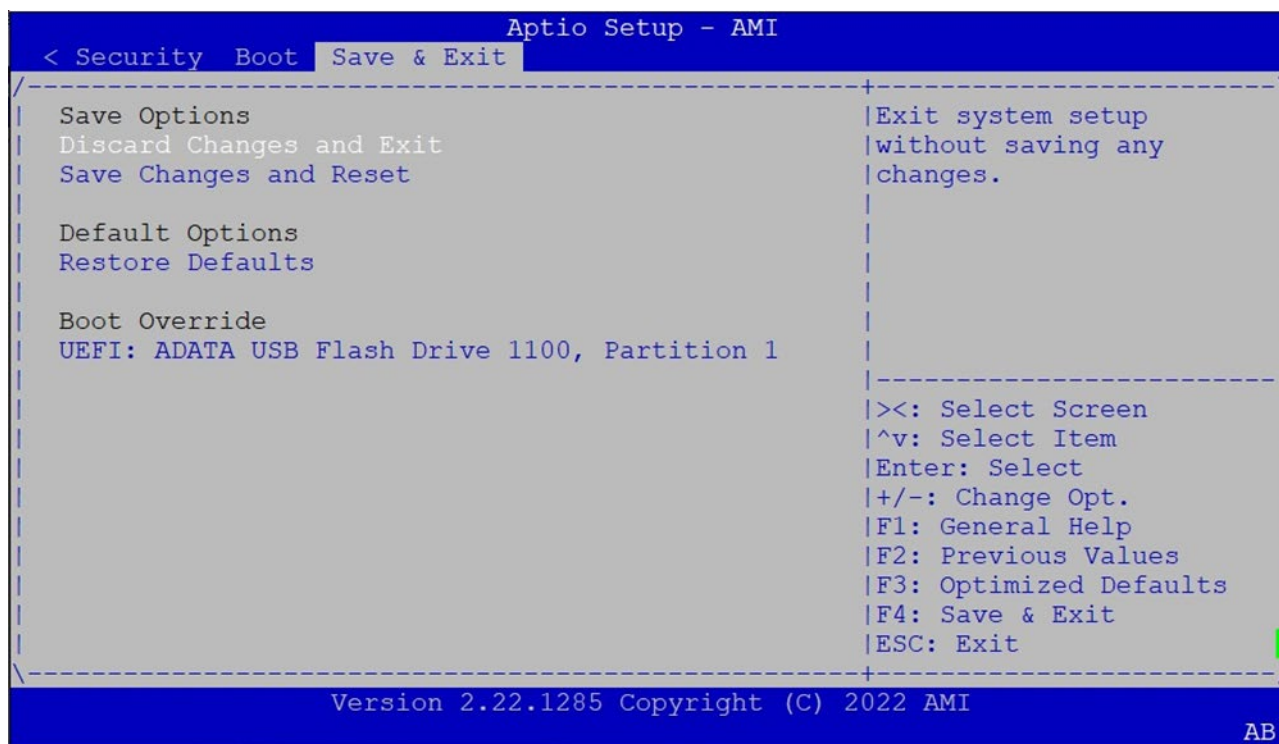 Aptio Setup - AMI
< Security Boot Save & Exit
Save Options
Discard Changes and Exit
Save Changes and Reset
Default Options
Restore Defaults
Boot Override
UEFI: ADATA USB Flash Drive 1100, Partition 1
Exit system setup
without saving any
changes.
><: Select Screen
^v: Select Item
Enter: Select
+/-: Change Opt.
F1: General Help
F2: Previous Values
F3: Optimized Defaults
F4: Save & Exit
ESC: Exit
Version 2.22.1285 Copyright (C) 2022 AMI
AB